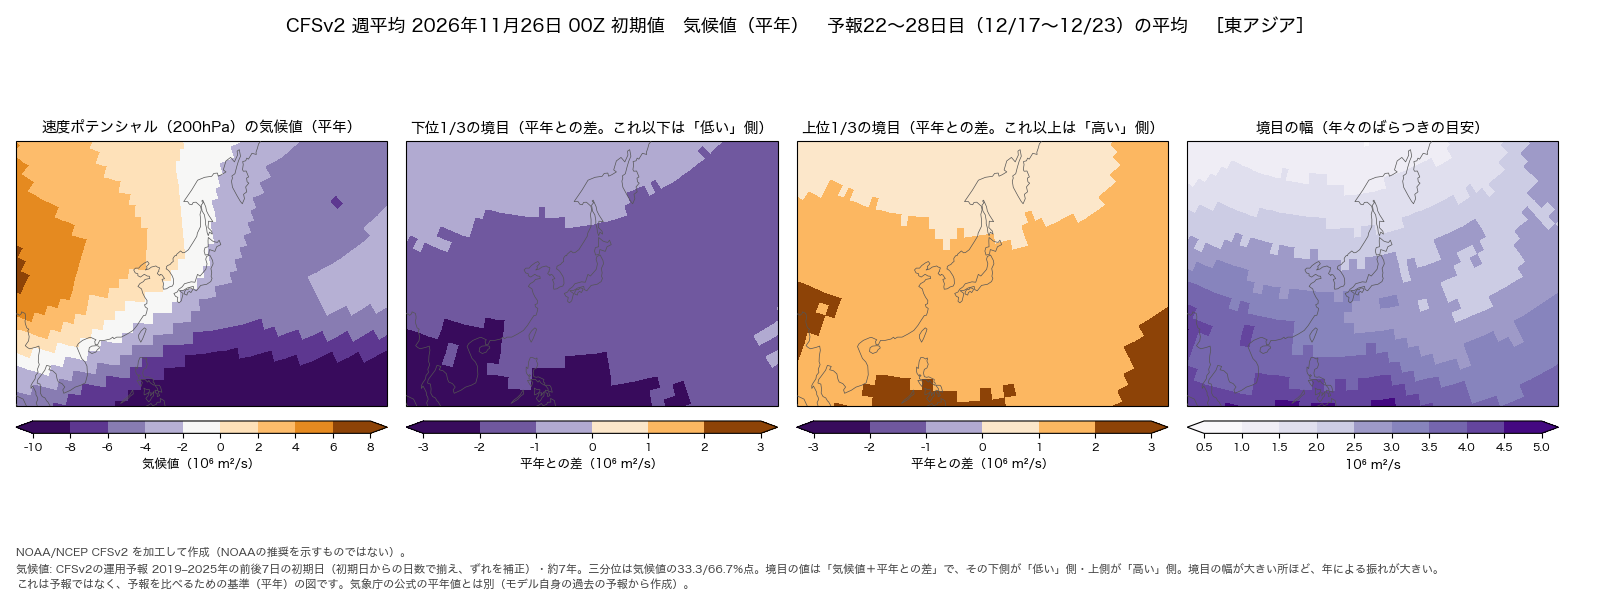 CFSv2 週平均 2026年11月26日 00Z 初期値　気候値（平年）　予報22～28日目（12/17～12/23）の平均　［東アジア］
速度ポテンシャル（200hPa）の気候値（平年）
下位1/3の境目（平年との差。これ以下は「低い」側）
上位1/3の境目（平年との差。これ以上は「高い」側）
境目の幅（年々のばらつきの目安）
-10 -8 -6 -4 -2 0 2 4 6 8
気候値（10⁶ m²/s）
-3 -2 -1 0 1 2 3
平年との差（10⁶ m²/s）
-3 -2 -1 0 1 2 3
平年との差（10⁶ m²/s）
0.5 1.0 1.5 2.0 2.5 3.0 3.5 4.0 4.5 5.0
10⁶ m²/s
NOAA/NCEP CFSv2 を加工して作成（NOAAの推奨を示すものではない）。
気候値: CFSv2の運用予報 2019–2025年の前後7日の初期日（初期日からの日数で揃え、ずれを補正）・約7年。三分位は気候値の33.3/66.7%点。境目の値は「気候値＋平年との差」で、その下側が「低い」側・上側が「高い」側。境目の幅が大きい所ほど、年による振れが大きい。
これは予報ではなく、予報を比べるための基準（平年）の図です。気象庁の公式の平年値とは別（モデル自身の過去の予報から作成）。